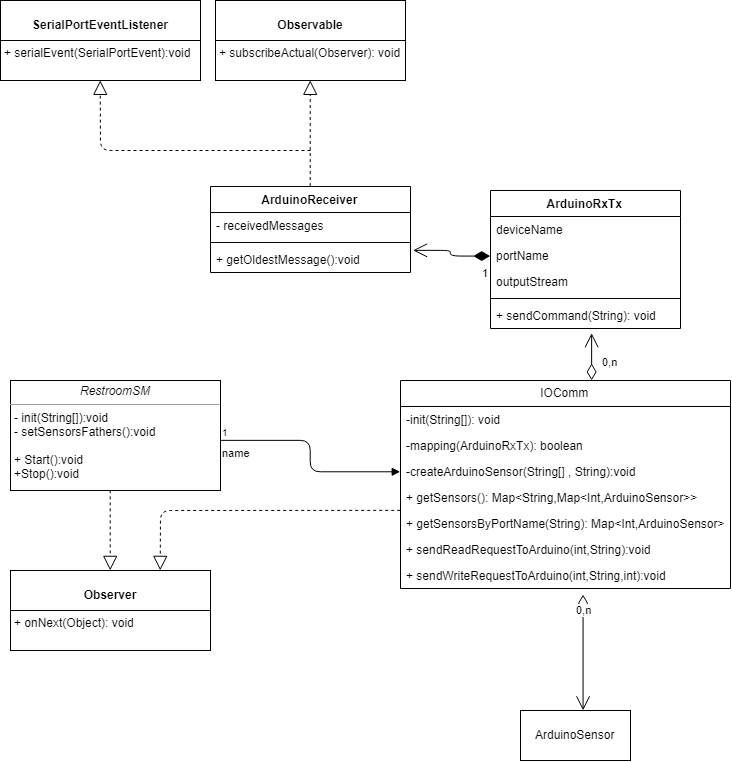 SerialPortEventListener
+ serialEvent(SerialPortEvent):void
Observable
+ subscribeActual(Observer): void
ArduinoReceiver
- receivedMessages
+ getOldestMessage():void
ArduinoRxTx
deviceName
portName
outputStream
+ sendCommand(String): void
1
0,n
RestroomSM
- init(String[]):void
- setSensorsFathers():void
+ Start():void
+Stop():void
1
name
IOComm
-init(String[]): void
-mapping(ArduinoRxTx): boolean
-createArduinoSensor(String[] , String):void
+ getSensors(): Map<String,Map<Int,ArduinoSensor>>
+ getSensorsByPortName(String): Map<Int,ArduinoSensor>
+ sendReadRequestToArduino(int,String):void
+ sendWriteRequestToArduino(int,String,int):void
Observer
+ onNext(Object): void
0,n
ArduinoSensor